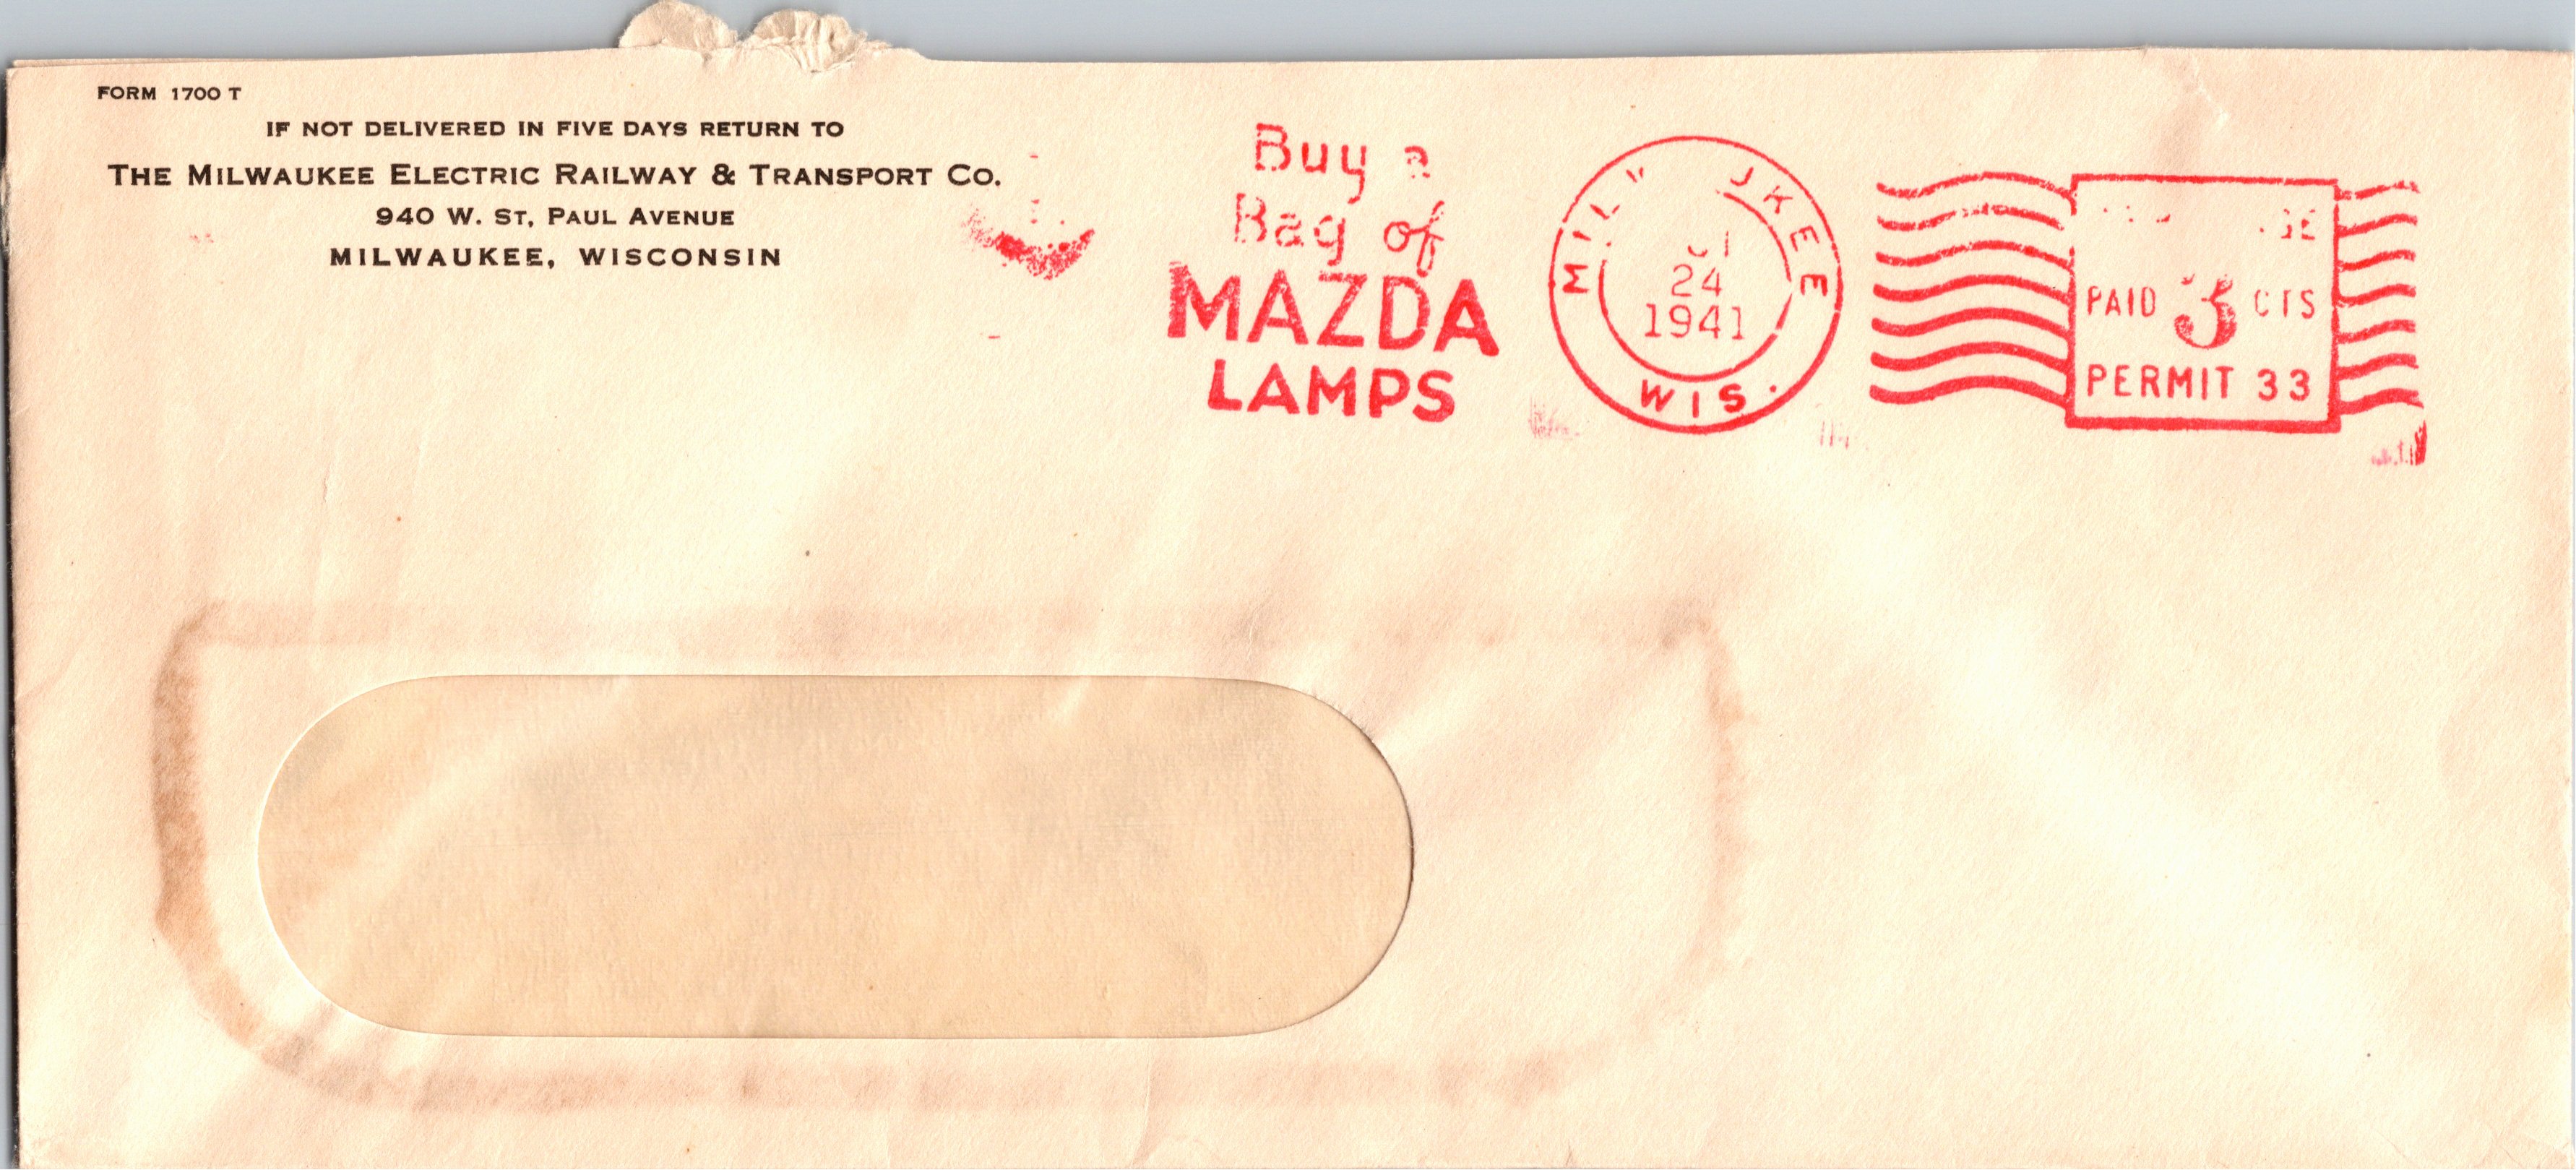 FORM 1700 T
IF NOT DELIVERED IN FIVE DAYS RETURN TO
THE MILWAUKEE ELECTRIC RAILWAY & TRANSPORT CO.
940 W. ST, PAUL AVENUE
MILWAUKEE, WISCONSIN
Buy a
Bag of
MAZDA
LAMPS
24
1941
WIS.
PAID 3 CTS
PERMIT 33